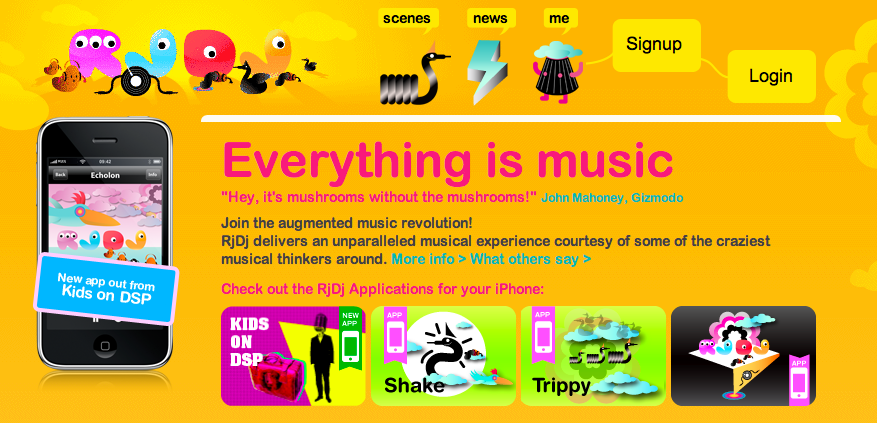 scenes
news
me
Signup
Login
RJDJ
09:42
Back
Echolon
Info
RJDJ
New app out from
Kids on DSP
Everything is music
"Hey, it's mushrooms without the mushrooms!" John Mahoney, Gizmodo
Join the augmented music revolution!
RjDj delivers an unparalleled musical experience courtesy of some of the craziest
musical thinkers around. More info > What others say >
Check out the RjDj Applications for your iPhone:
KIDS
ON
DSP
NEW
APP
APP
Shake
APP
Trippy
RJDJ
APP